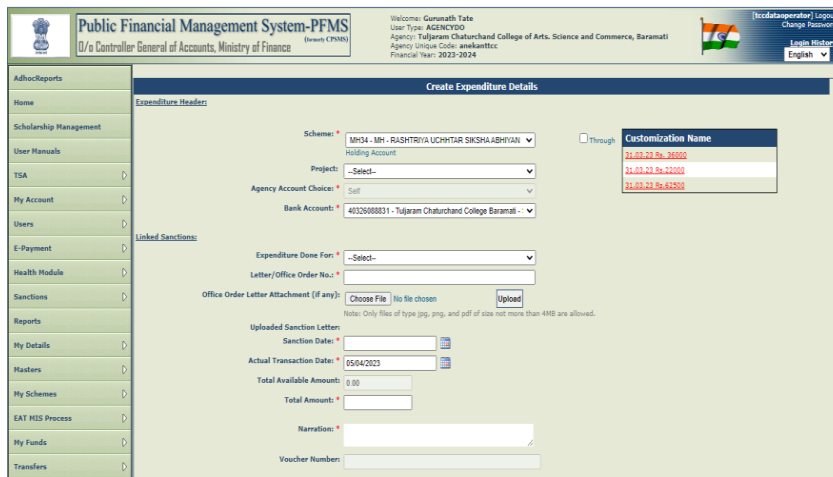 Public Financial Management System-PFMS
(formerly CPSMS)
O/o Controller General of Accounts, Ministry of Finance
Welcome: Gurunath Tate
User Type: AGENCYDO
Agency: Tuljaram Chaturchand College of Arts. Science and Commerce, Baramati
Agency Unique Code: anekanttcc
Financial Year: 2023-2024
[tccdataoperator] Logou
Change Passwor
Login Histor
English
AdhocReports
Home
Scholarship Management
User Manuals
TSA
My Account
Users
E-Payment
Health Module
Sanctions
Reports
My Details
Masters
My Schemes
EAT MIS Process
My Funds
Transfers
Create Expenditure Details
Expenditure Header:
Scheme: * MH34 - MH - RASHTRIYA UCHHTAR SIKSHA ABHIYAN
Holding Account
Through
Project: --Select--
Agency Account Choice: * Self
Bank Account: * 40326088831 - Tuljaram Chaturchand College Baramati -
Customization Name
31.03.23 Rs. 36000
31.03.23 Rs.22000
31.03.23 Rs.62500
Linked Sanctions:
Expenditure Done For: * --Select--
Letter/Office Order No.: *
Office Order Letter Attachment (if any): Choose File No file chosen Upload
Note: Only files of type jpg, png, and pdf of size not more than 4MB are allowed.
Uploaded Sanction Letter:
Sanction Date: *
Actual Transaction Date: * 05/04/2023
Total Available Amount: 0.00
Total Amount: *
Narration: *
Voucher Number: